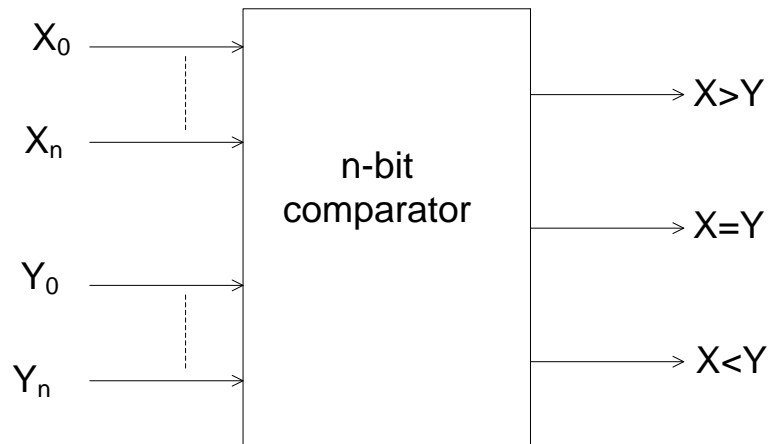 X₀
Xₙ
Y₀
Yₙ
n-bit
comparator
X>Y
X=Y
X<Y